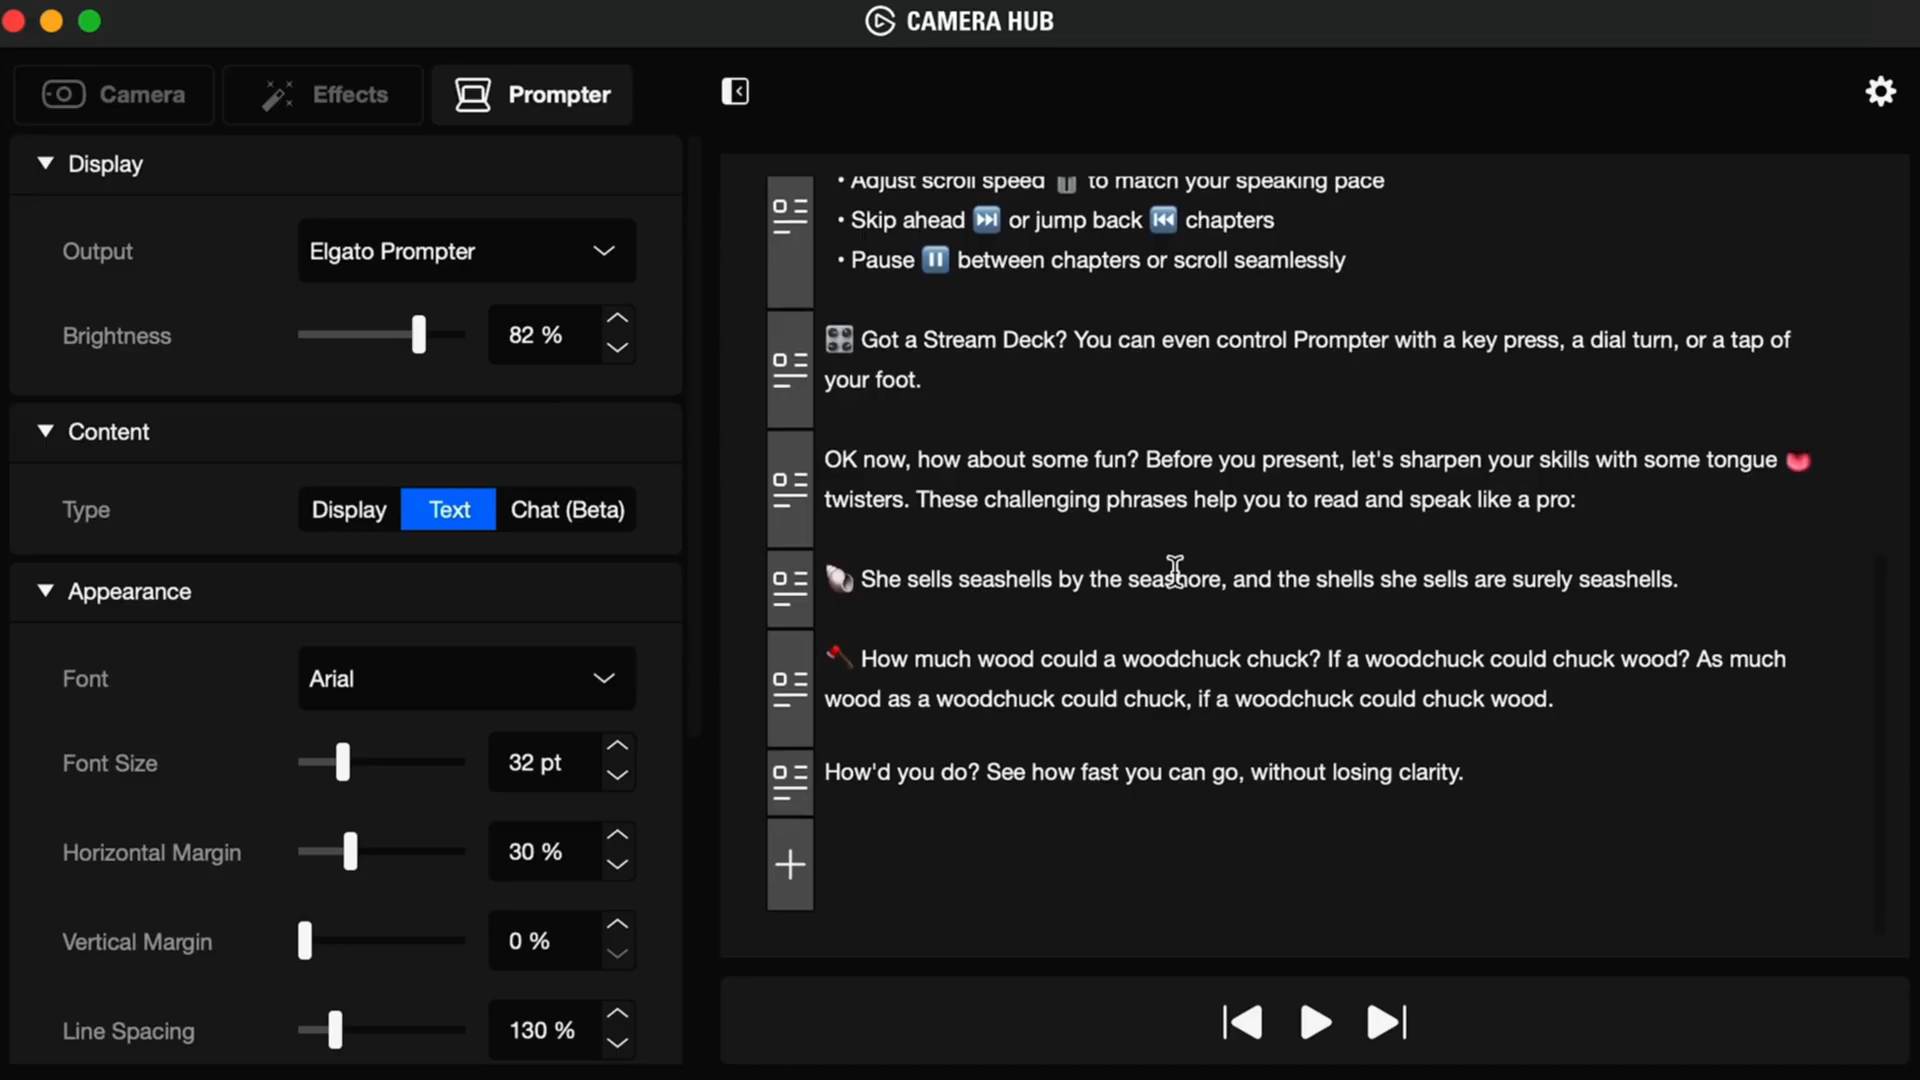 CAMERA HUB
Camera
Effects
Prompter
Display
Output
Elgato Prompter
Brightness
82 %
Content
Type
Display
Text
Chat (Beta)
Appearance
Font
Arial
Font Size
32 pt
Horizontal Margin
30 %
Vertical Margin
0 %
Line Spacing
130 %
• Adjust scroll speed ⏸ to match your speaking pace
• Skip ahead ⏭ or jump back ⏮ chapters
• Pause ⏸ between chapters or scroll seamlessly
🎛 Got a Stream Deck? You can even control Prompter with a key press, a dial turn, or a tap of
your foot.
OK now, how about some fun? Before you present, let's sharpen your skills with some tongue 👅
twisters. These challenging phrases help you to read and speak like a pro:
🐚 She sells seashells by the seashore, and the shells she sells are surely seashells.
🪓 How much wood could a woodchuck chuck? If a woodchuck could chuck wood? As much
wood as a woodchuck could chuck, if a woodchuck could chuck wood.
How'd you do? See how fast you can go, without losing clarity.